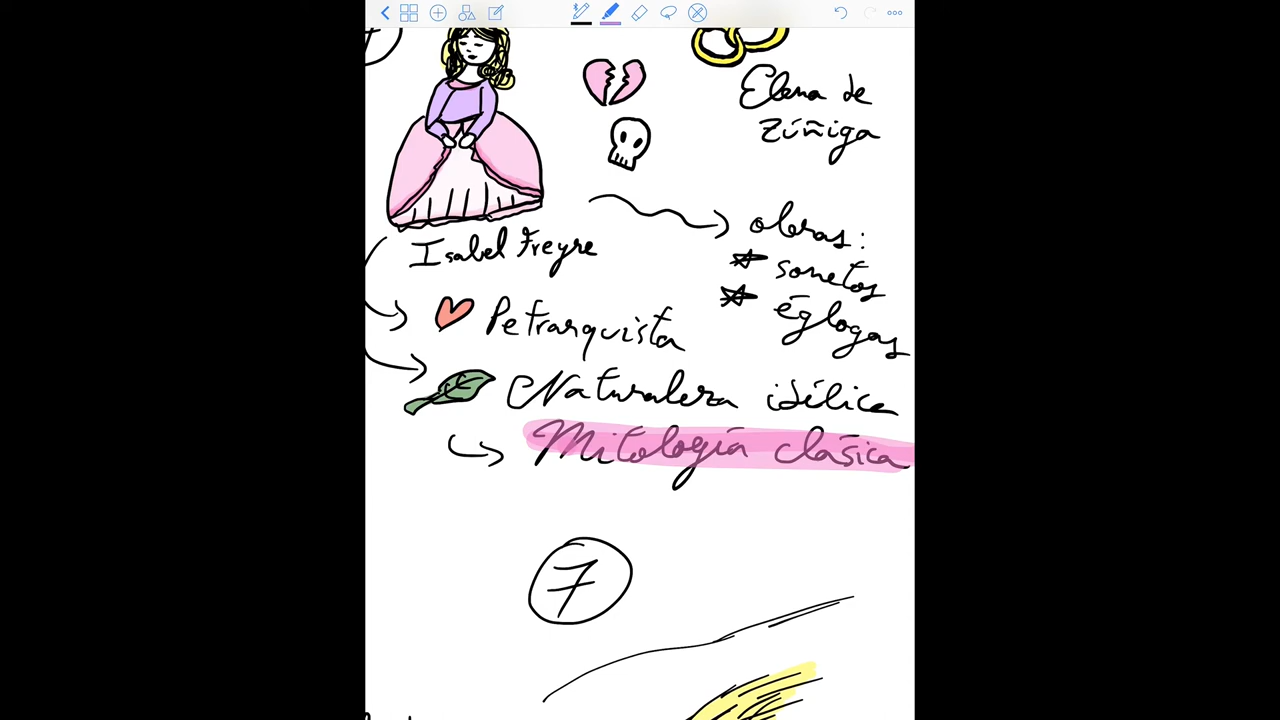 Elena de
Zúñiga
Isabel Freyre
obras:
sonetos
églogas
Petrarquista
Naturaleza idílica
Mitología clásica
7